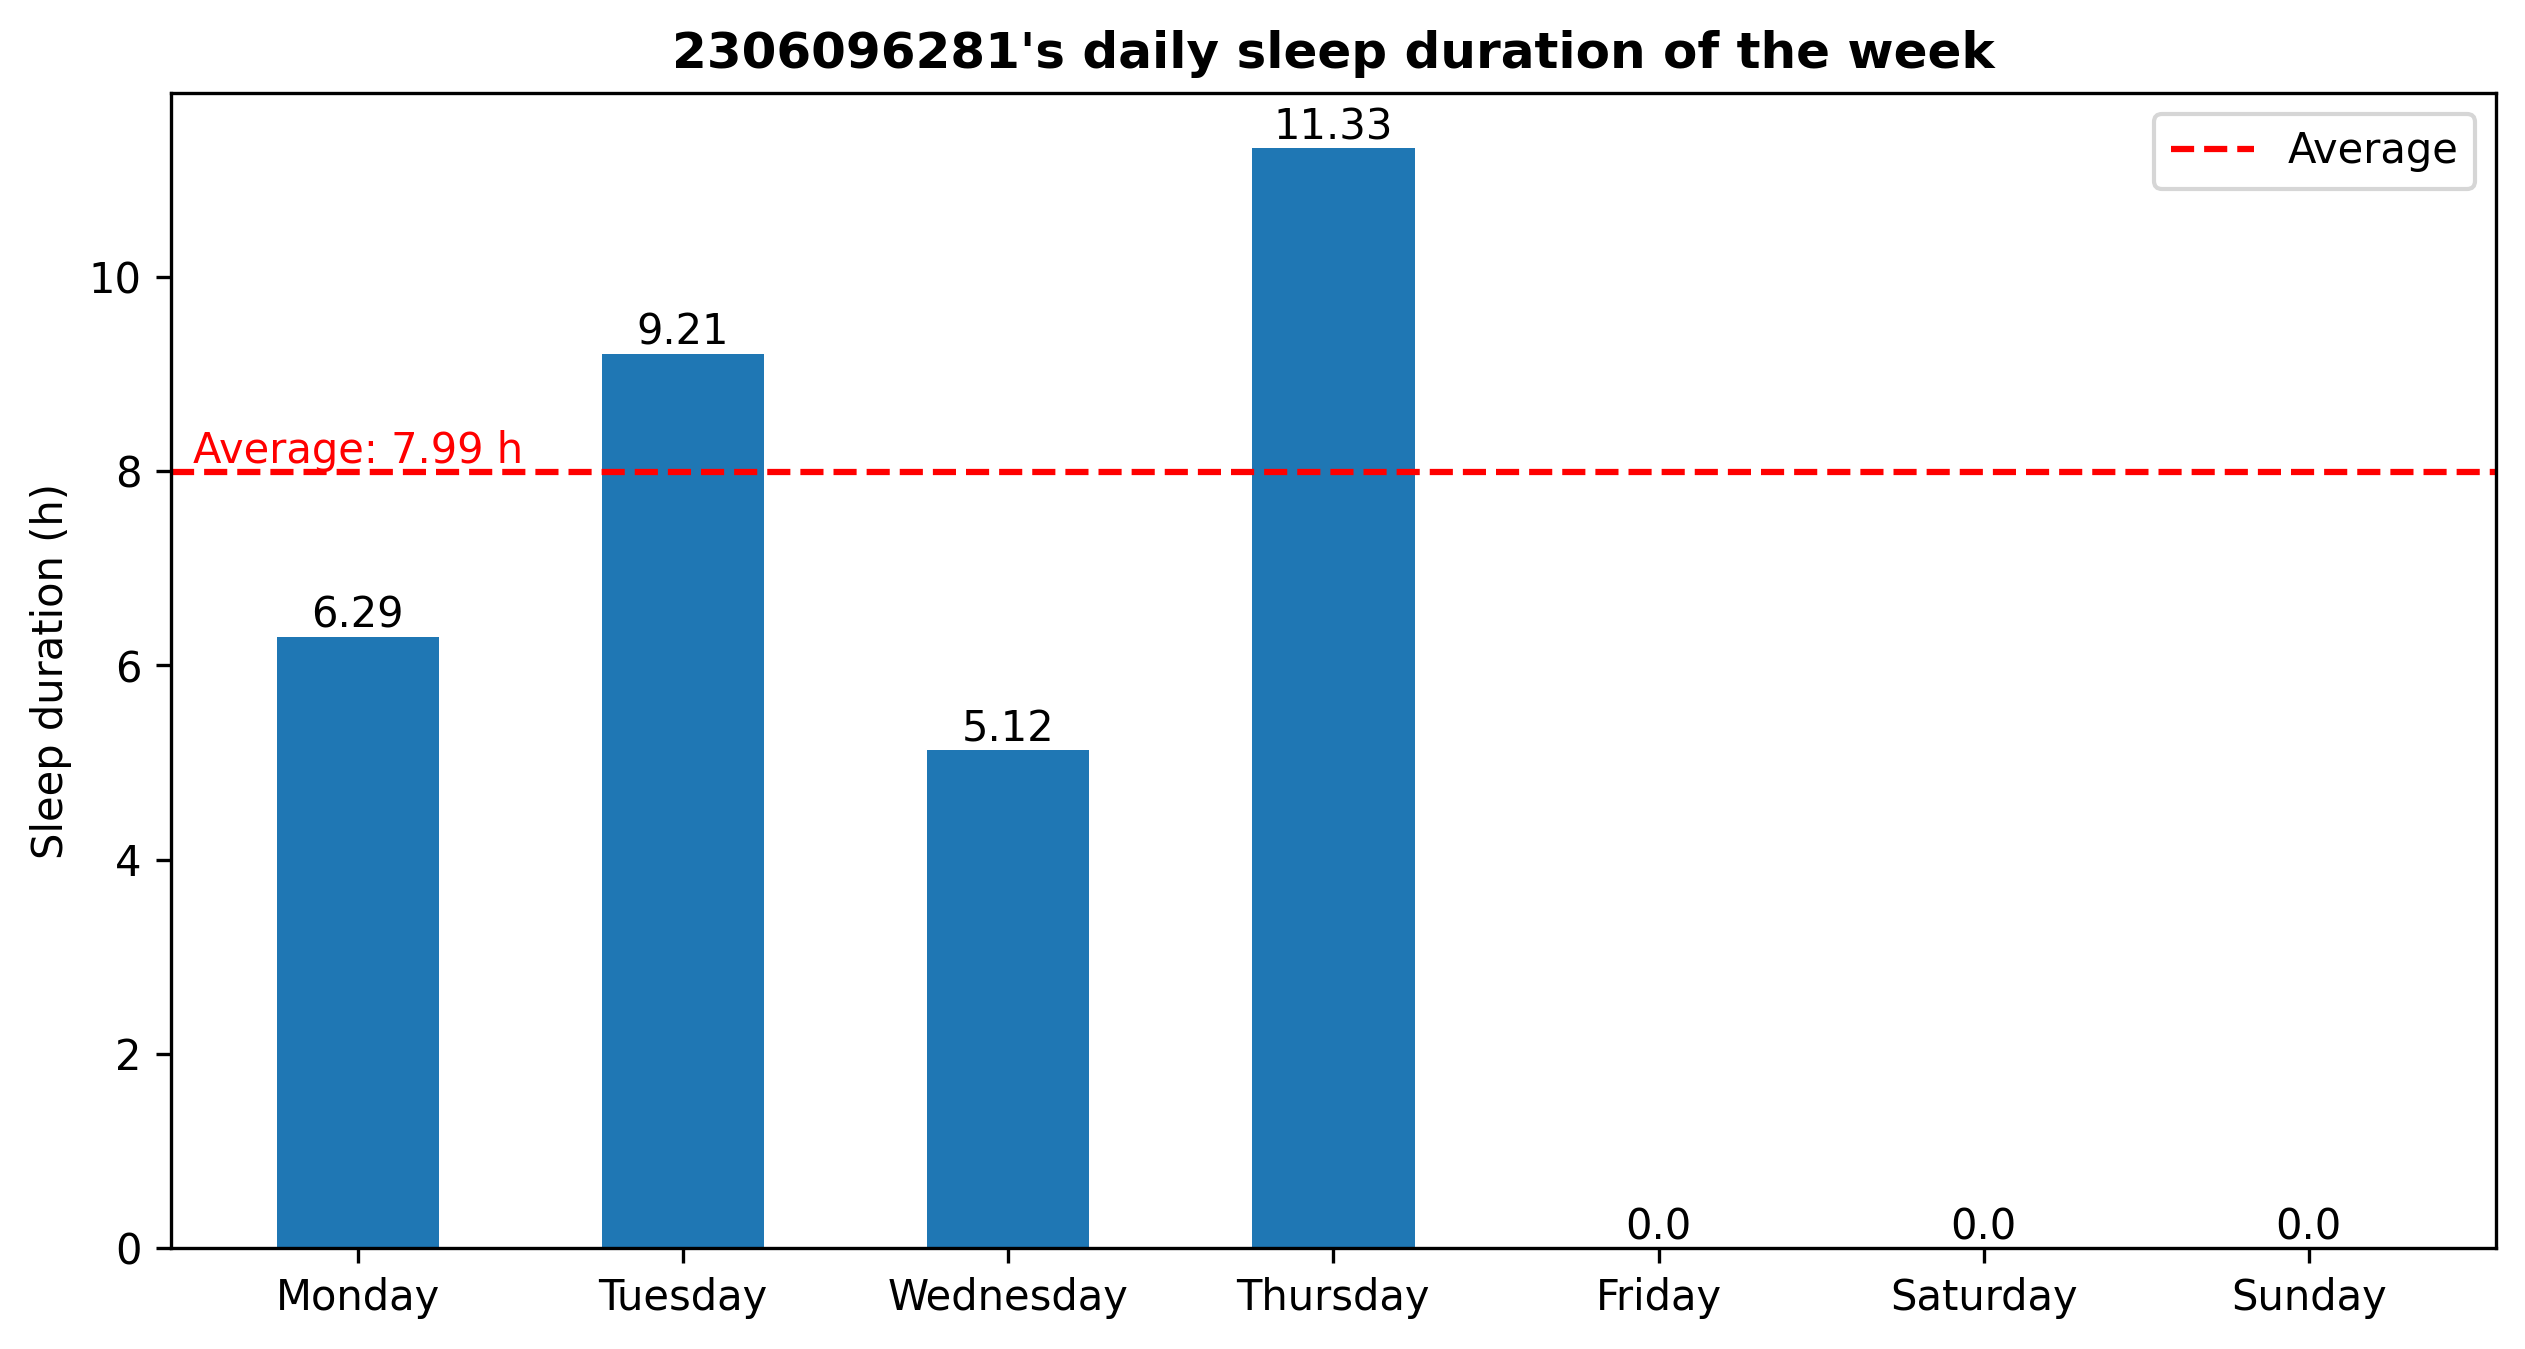 2306096281's daily sleep duration of the week
Average
Average: 7.99 h
Sleep duration (h)
10
8
6
4
2
0
6.29
9.21
5.12
11.33
0.0
0.0
0.0
Monday
Tuesday
Wednesday
Thursday
Friday
Saturday
Sunday